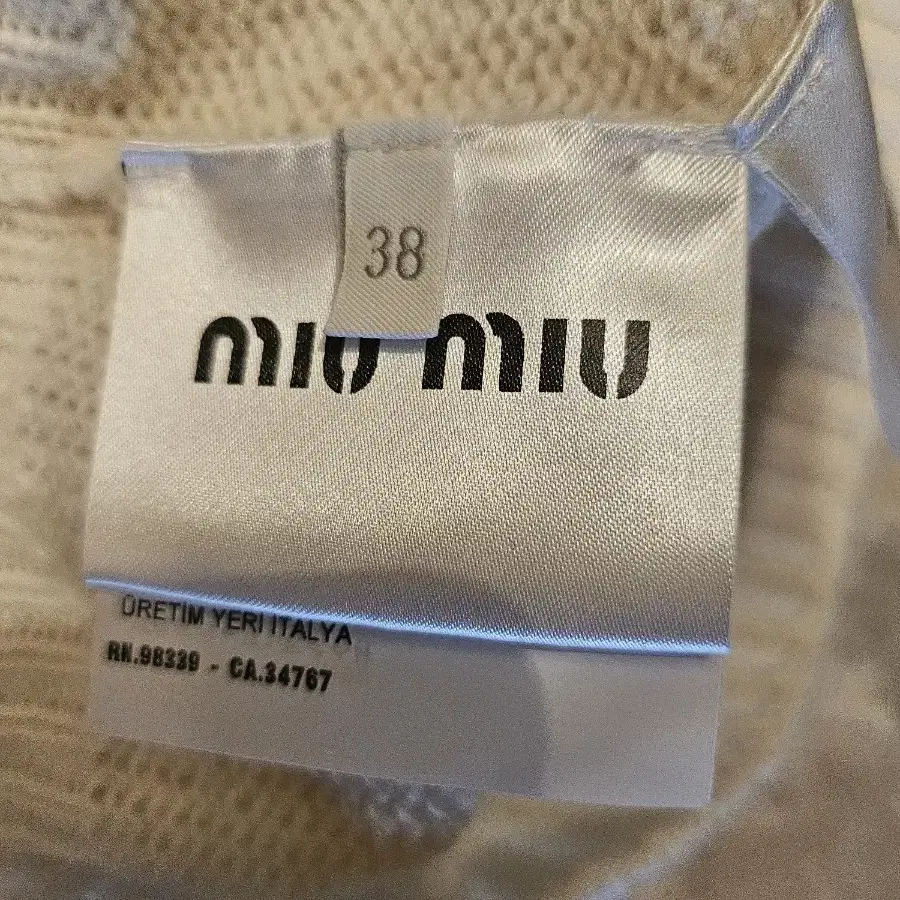 38
miu miu
ÜRETİM YERİ İTALYA
RN.98339 - CA.34767